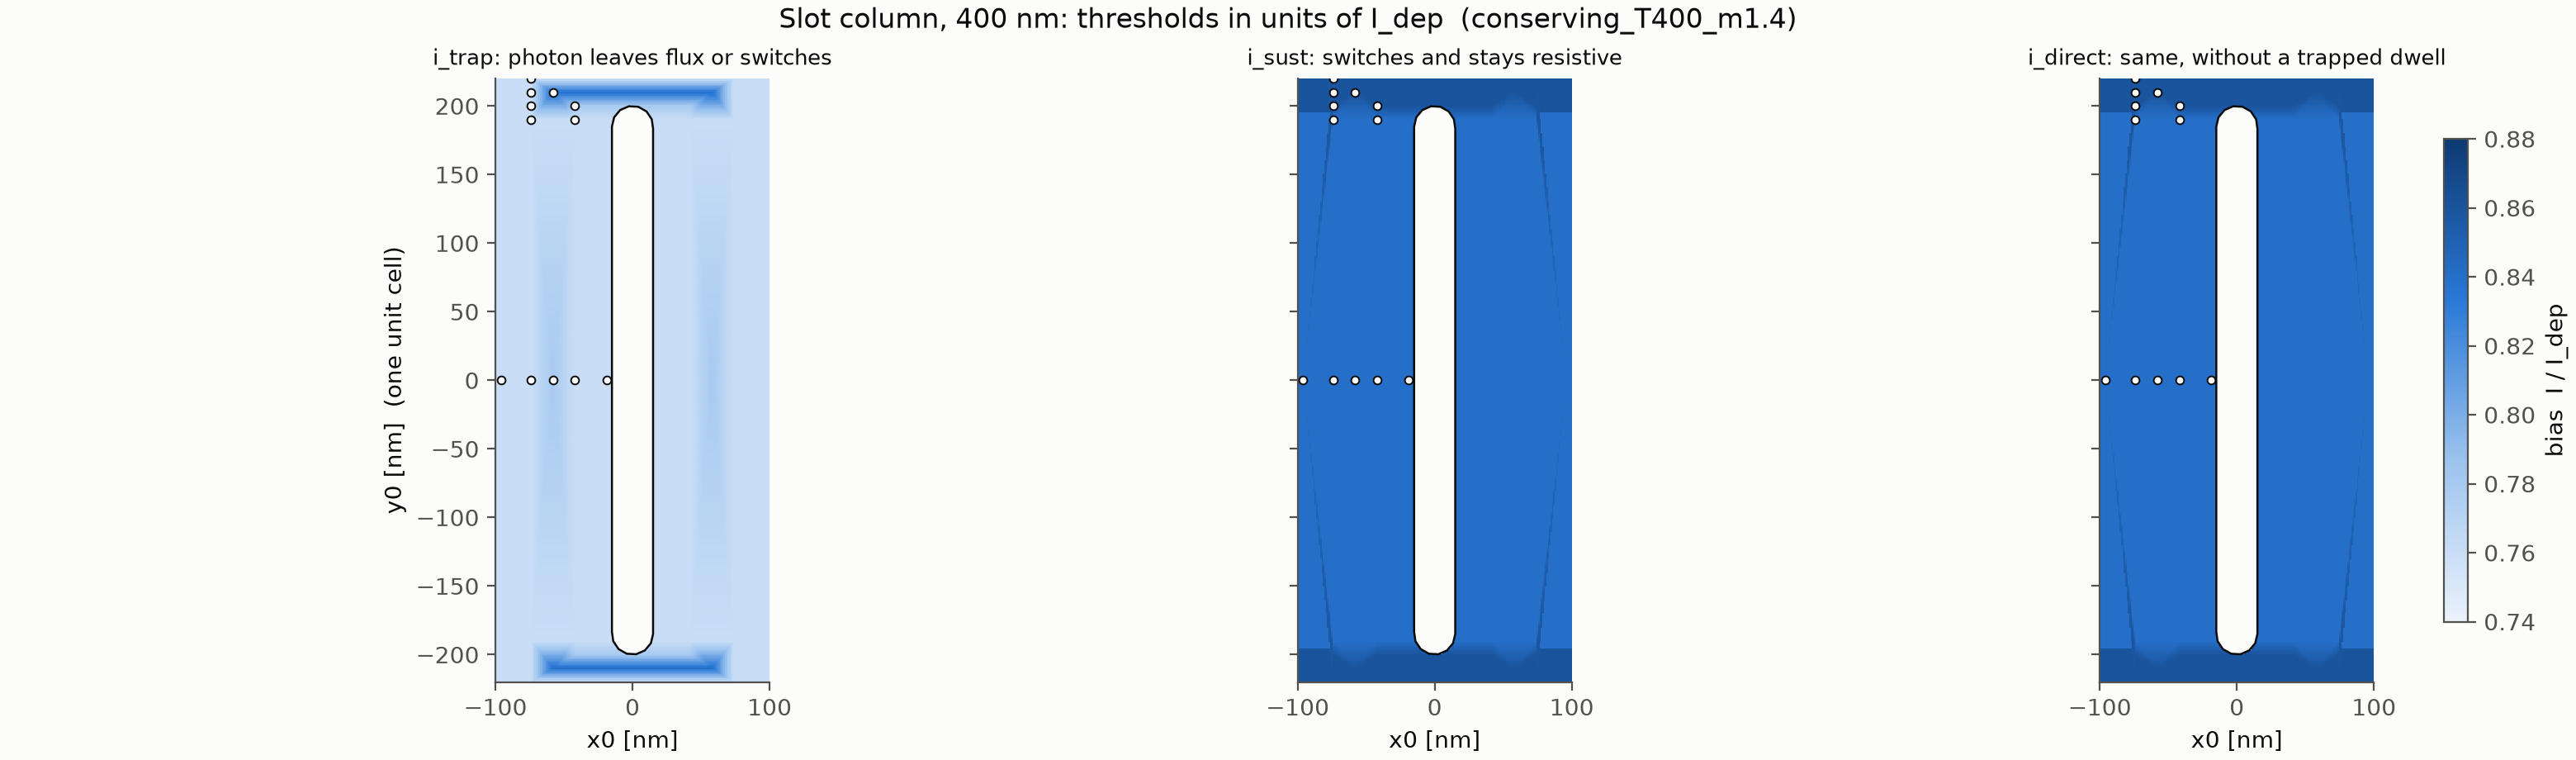 Slot column, 400 nm: thresholds in units of I_dep  (conserving_T400_m1.4)
i_trap: photon leaves flux or switches
i_sust: switches and stays resistive
i_direct: same, without a trapped dwell
y0 [nm]  (one unit cell)
200
150
100
50
0
−50
−100
−150
−200
−100
0
100
x0 [nm]
−100
0
100
x0 [nm]
−100
0
100
x0 [nm]
0.88
0.86
0.84
0.82
0.80
0.78
0.76
0.74
bias  I / I_dep